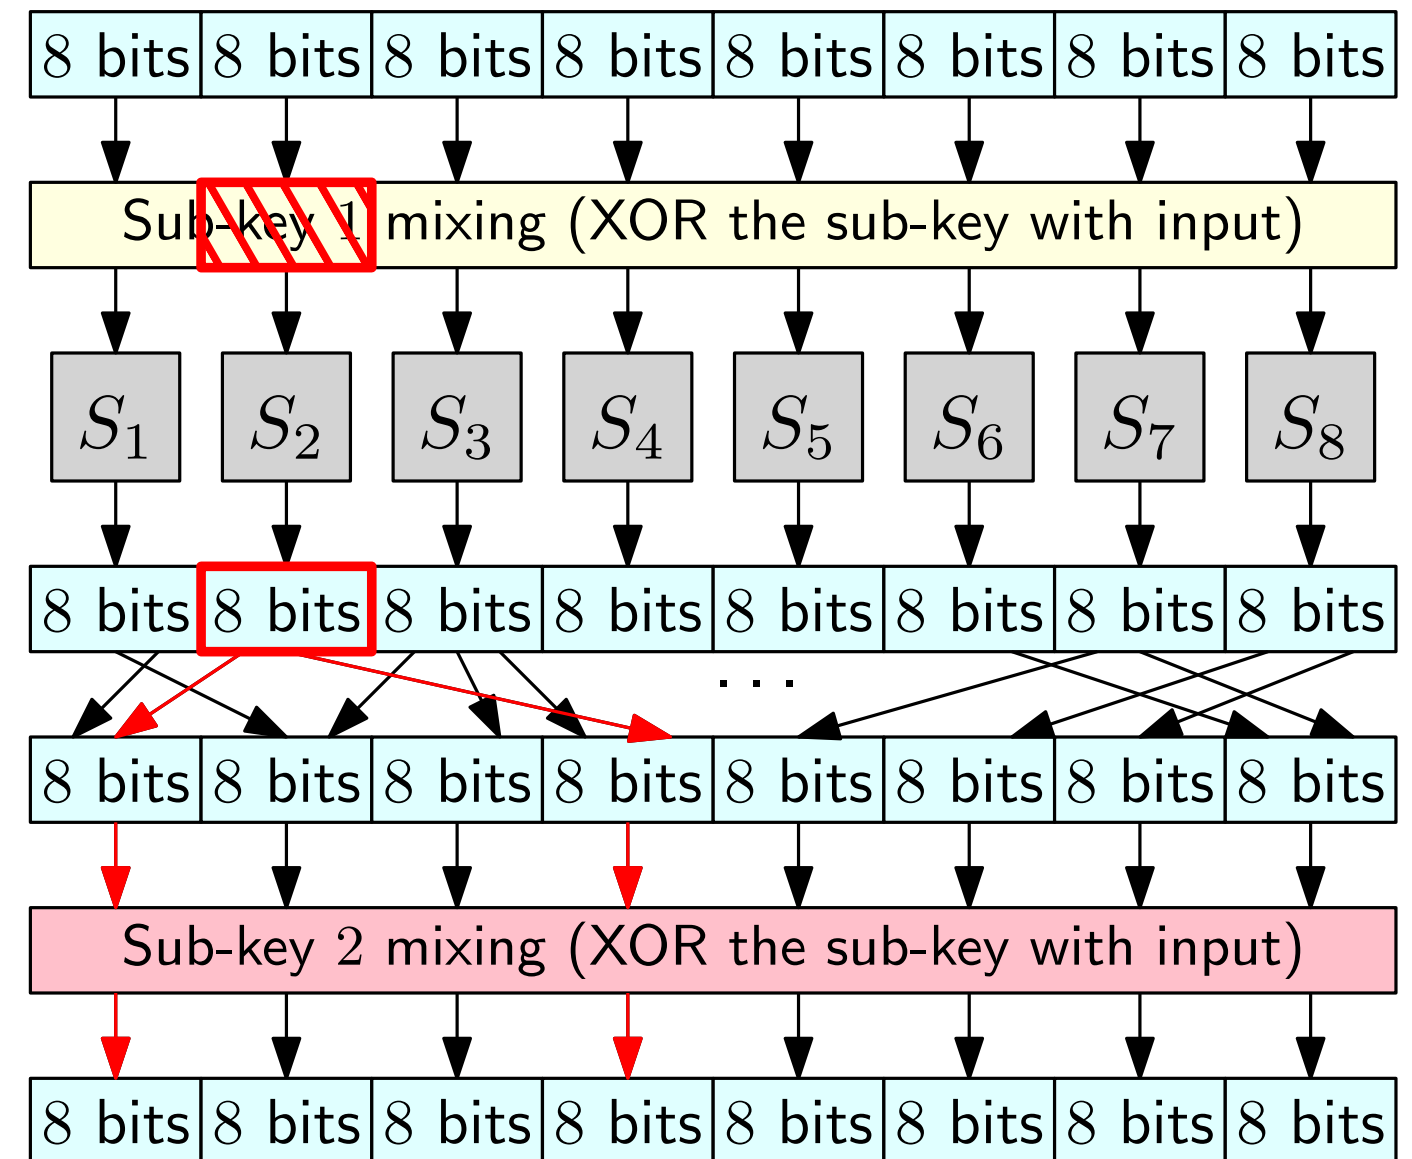 8 bits 8 bits 8 bits 8 bits 8 bits 8 bits 8 bits 8 bits
Sub-key 1 mixing (XOR the sub-key with input)
S₁ S₂ S₃ S₄ S₅ S₆ S₇ S₈
8 bits 8 bits 8 bits 8 bits 8 bits 8 bits 8 bits 8 bits
. . .
8 bits 8 bits 8 bits 8 bits 8 bits 8 bits 8 bits 8 bits
Sub-key 2 mixing (XOR the sub-key with input)
8 bits 8 bits 8 bits 8 bits 8 bits 8 bits 8 bits 8 bits